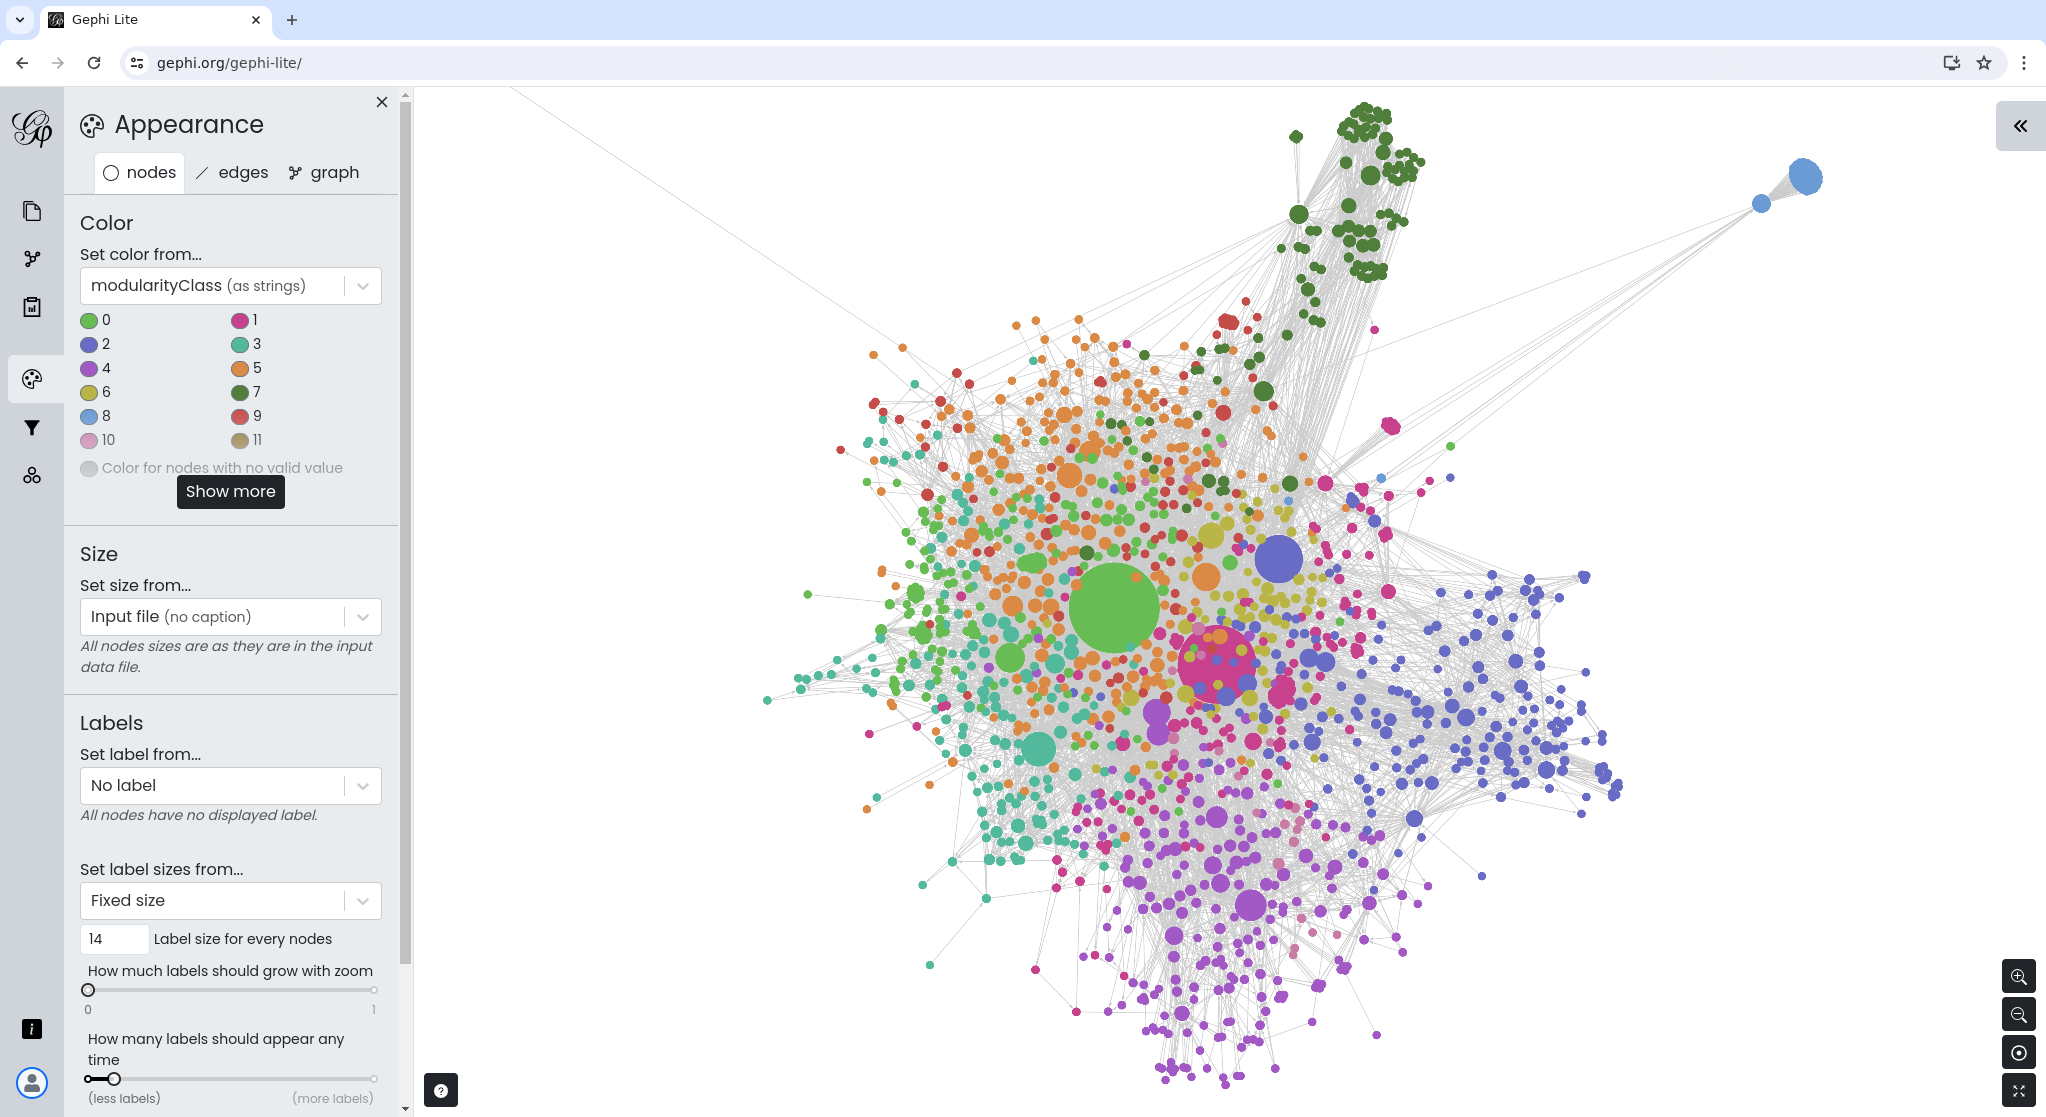 Gephi Lite
gephi.org/gephi-lite/
Appearance
nodes
edges
graph
Color
Set color from...
modularityClass (as strings)
0
1
2
3
4
5
6
7
8
9
10
11
Color for nodes with no valid value
Show more
Size
Set size from...
Input file (no caption)
All nodes sizes are as they are in the input
data file.
Labels
Set label from...
No label
All nodes have no displayed label.
Set label sizes from...
Fixed size
14 Label size for every nodes
How much labels should grow with zoom
0 1
How many labels should appear any
time
(less labels) (more labels)